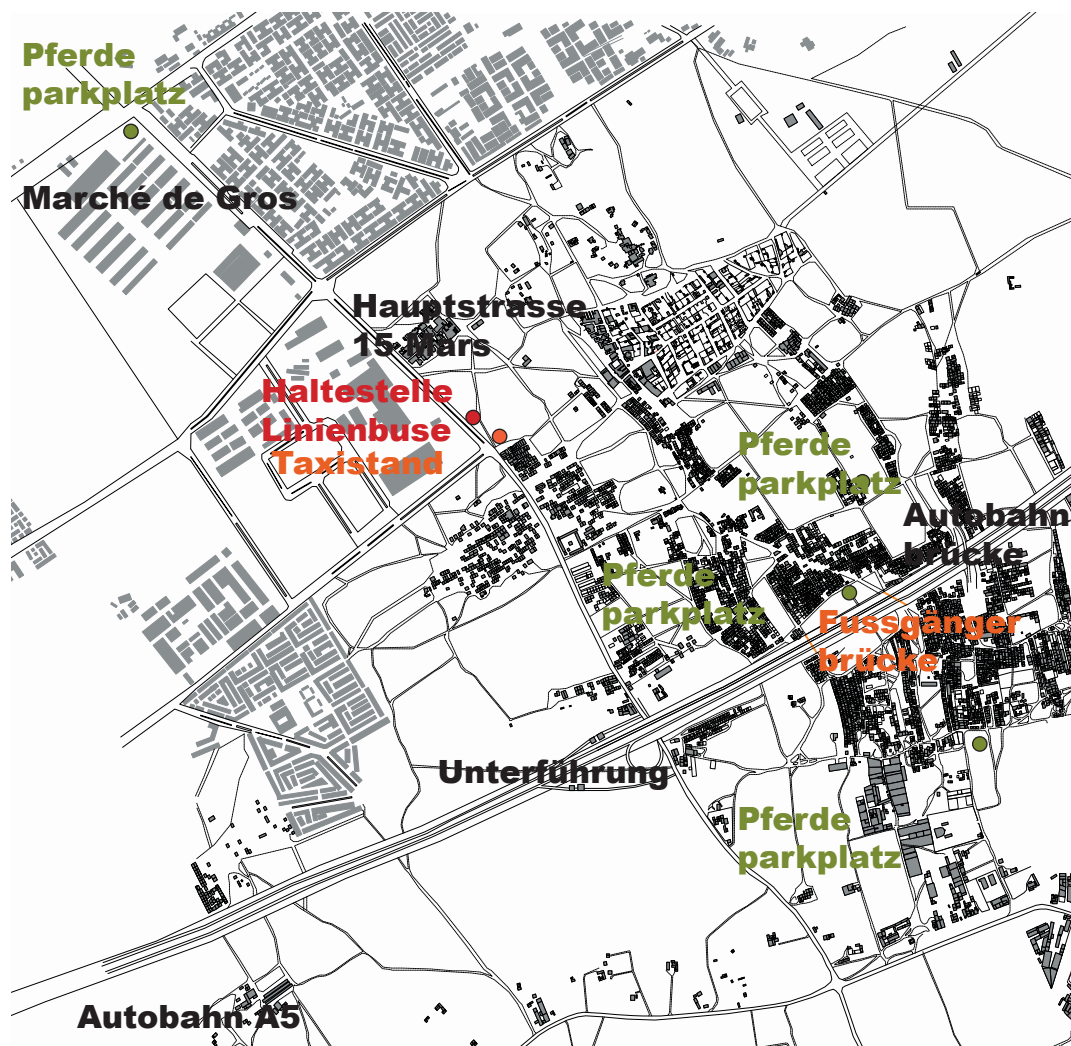 Pferde
parkplatz
Marché de Gros
Hauptstrasse
15 Mars
Haltestelle
Linienbuse
Taxistand
Pferde
parkplatz
Autobahn
brücke
Pferde
parkplatz
Fussgänger
brücke
Unterführung
Pferde
parkplatz
Autobahn A5